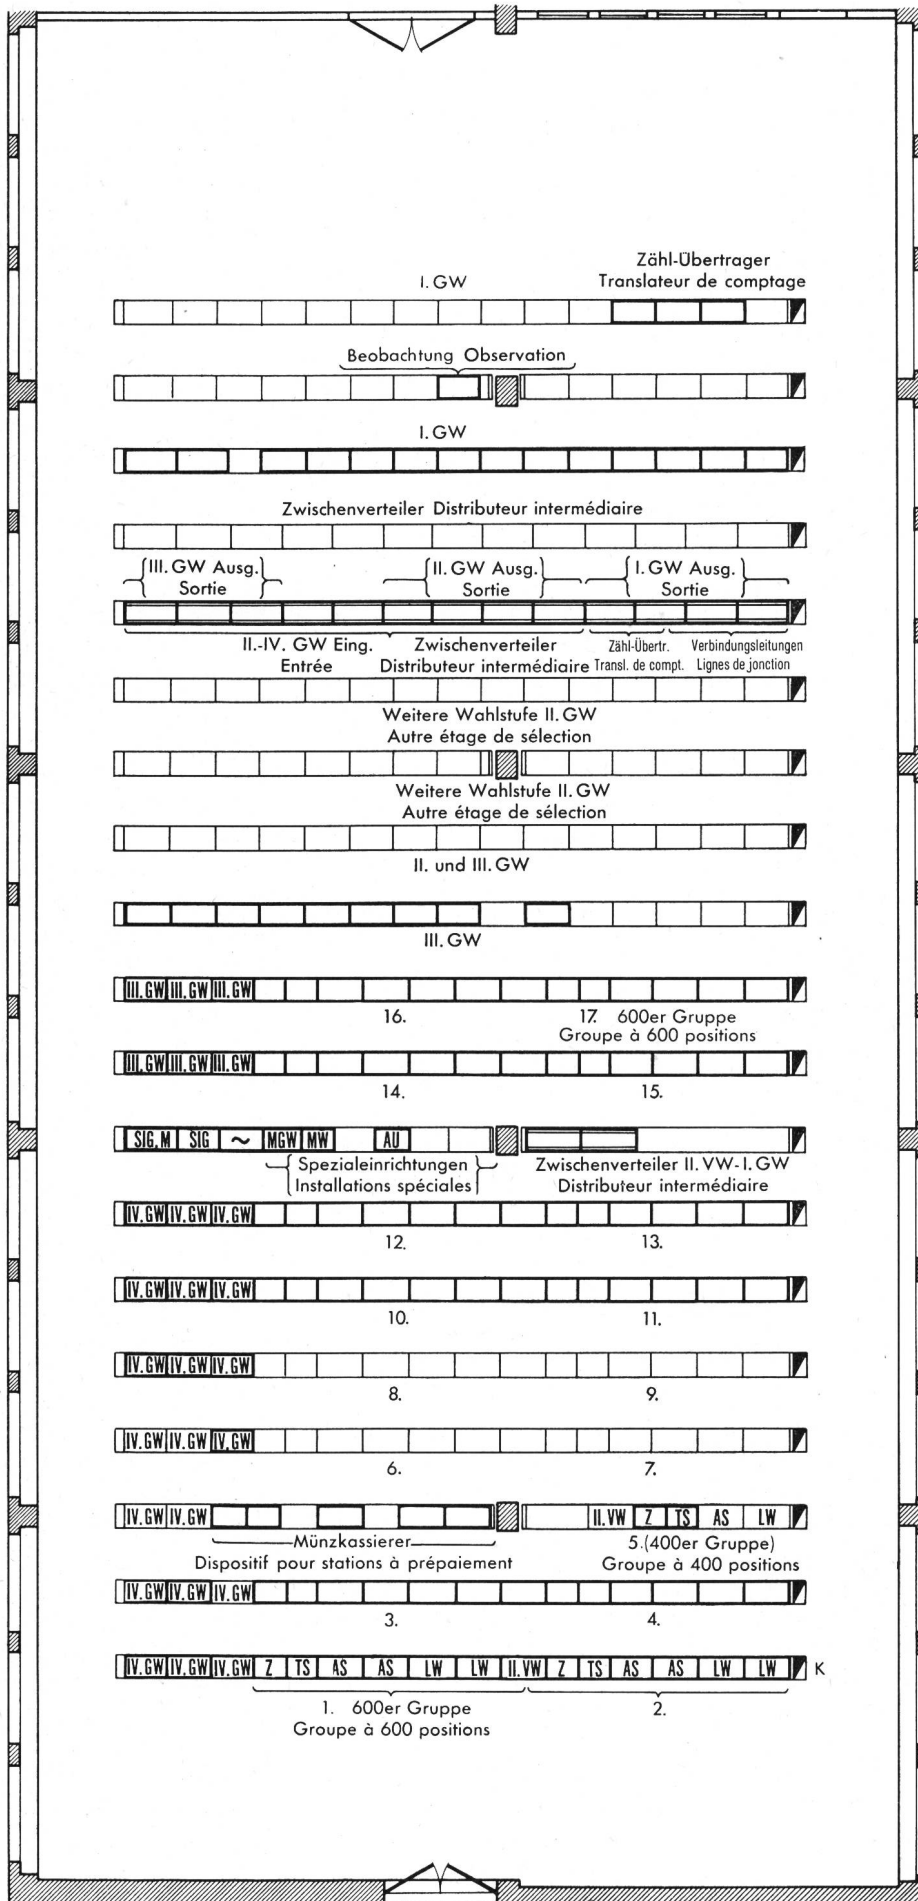 Zähl-Übertrager
I. GW Translateur de comptage
Beobachtung Observation
I. GW
Zwischenverteiler Distributeur intermédiaire
III. GW Ausg. II. GW Ausg. I. GW Ausg.
Sortie Sortie Sortie
II.-IV. GW Eing. Zwischenverteiler Zähl-Übertr. Verbindungsleitungen
Entrée Distributeur intermédiaire Transl. de compt. Lignes de jonction
Weitere Wahlstufe II. GW
Autre étage de sélection
Weitere Wahlstufe II. GW
Autre étage de sélection
II. und III. GW
III. GW
III. GW III. GW III. GW
16. 17. 600er Gruppe
Groupe à 600 positions
III. GW III. GW III. GW
14. 15.
SIG. M SIG ~ MGW MW AU
Spezialeinrichtungen Zwischenverteiler II. VW-I. GW
Installations spéciales Distributeur intermédiaire
IV. GW IV. GW IV. GW
12. 13.
IV. GW IV. GW IV. GW
10. 11.
IV. GW IV. GW IV. GW
8. 9.
IV. GW IV. GW IV. GW
6. 7.
IV. GW IV. GW II. VW Z TS AS LW
Münzkassierer 5. (400er Gruppe)
Dispositif pour stations à prépaiement Groupe à 400 positions
IV. GW IV. GW IV. GW
3. 4.
IV. GW IV. GW IV. GW Z TS AS AS LW LW II. VW Z TS AS AS LW LW K
1. 600er Gruppe 2.
Groupe à 600 positions